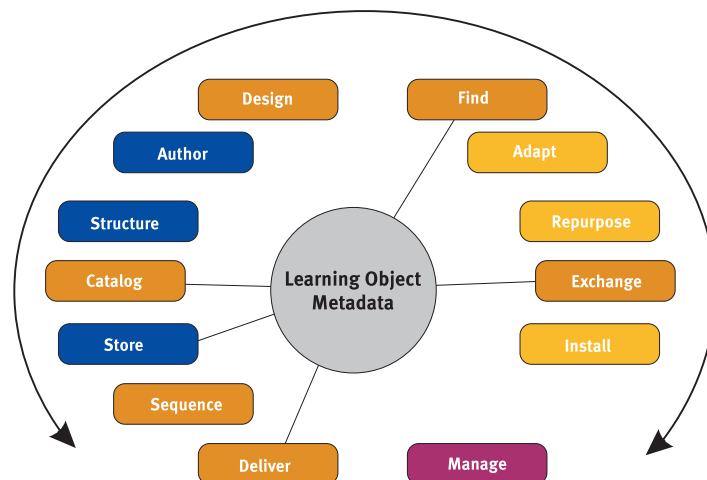 Design
Find
Author
Adapt
Structure
Repurpose
Learning Object
Metadata
Catalog
Exchange
Store
Install
Sequence
Deliver
Manage